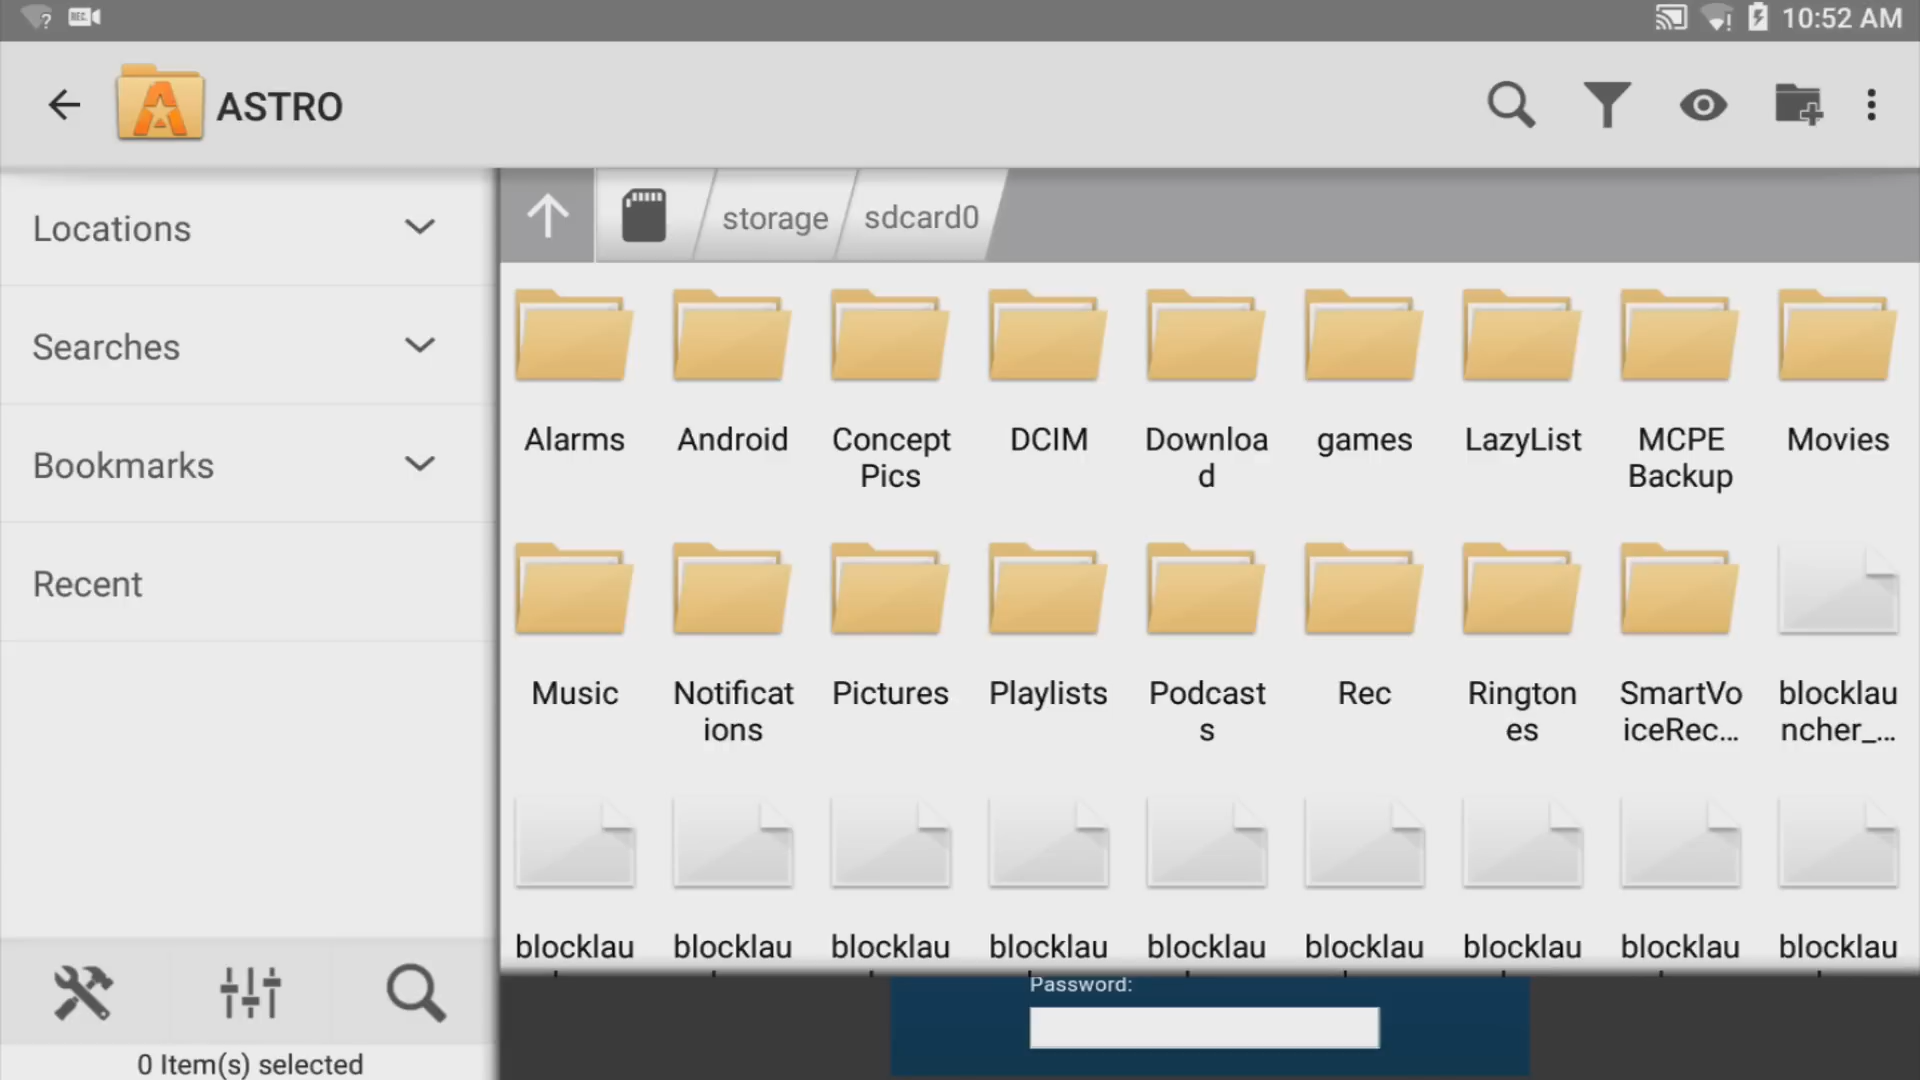 REC
10:52 AM
ASTRO
Locations
Searches
Bookmarks
Recent
storage
sdcard0
Alarms
Android
Concept
Pics
DCIM
Downloa
d
games
LazyList
MCPE
Backup
Movies
Music
Notificat
ions
Pictures
Playlists
Podcast
s
Rec
Rington
es
SmartVo
iceRec...
blocklau
ncher_...
blocklau
blocklau
blocklau
blocklau
blocklau
blocklau
blocklau
blocklau
blocklau
Password:
0 Item(s) selected